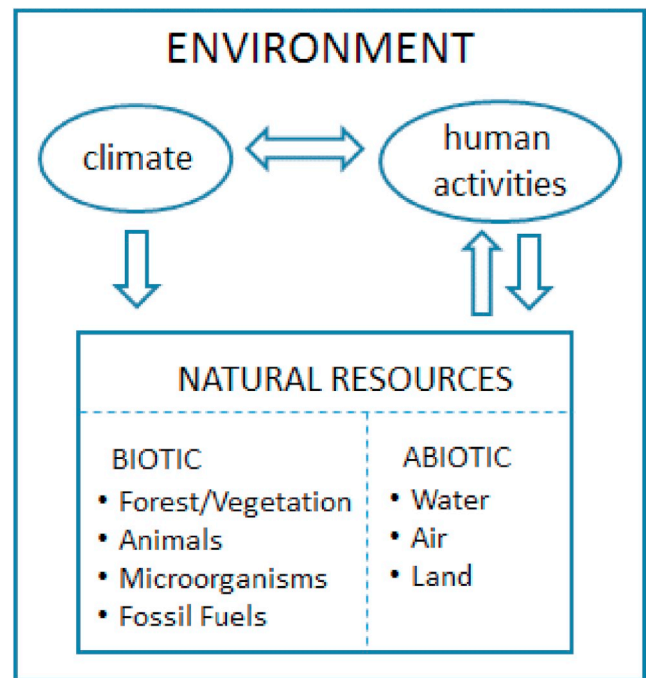 ENVIRONMENT
climate
human
activities
NATURAL RESOURCES
BIOTIC
• Forest/Vegetation
• Animals
• Microorganisms
• Fossil Fuels
ABIOTIC
• Water
• Air
• Land